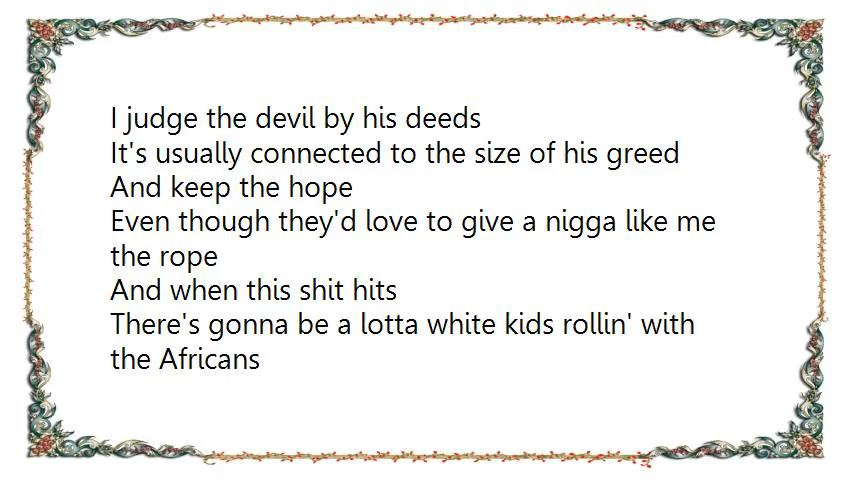 I judge the devil by his deeds
It's usually connected to the size of his greed
And keep the hope
Even though they'd love to give a nigga like me
the rope
And when this shit hits
There's gonna be a lotta white kids rollin' with
the Africans